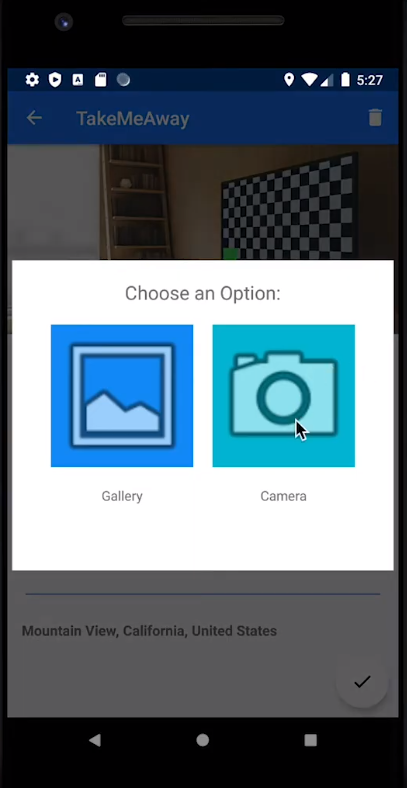 5:27
TakeMeAway
Choose an Option:
Gallery
Camera
Mountain View, California, United States